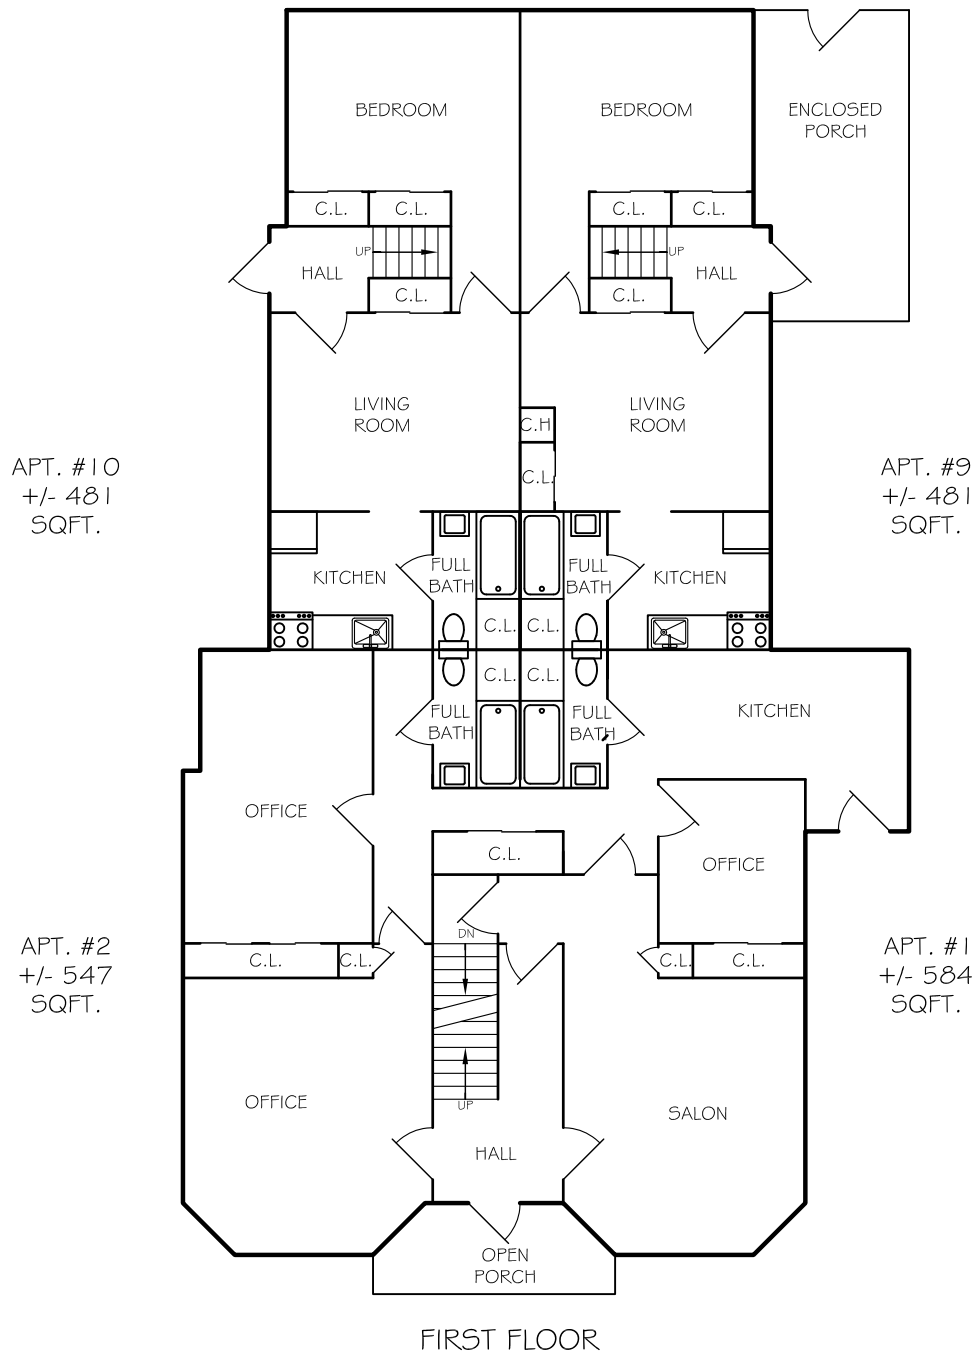 BEDROOM
BEDROOM
ENCLOSED
PORCH
C.L.
C.L.
C.L.
C.L.
UP
UP
HALL
HALL
C.L.
C.L.
LIVING
ROOM
LIVING
ROOM
C.H
C.L.
APT. #10
+/- 481
SQFT.
APT. #9
+/- 481
SQFT.
KITCHEN
FULL
BATH
FULL
BATH
KITCHEN
C.L.
C.L.
C.L.
C.L.
FULL
BATH
FULL
BATH
KITCHEN
OFFICE
C.L.
OFFICE
DN
APT. #2
+/- 547
SQFT.
C.L.
C.L.
C.L.
C.L.
APT. #1
+/- 584
SQFT.
OFFICE
UP
SALON
HALL
OPEN
PORCH
FIRST FLOOR